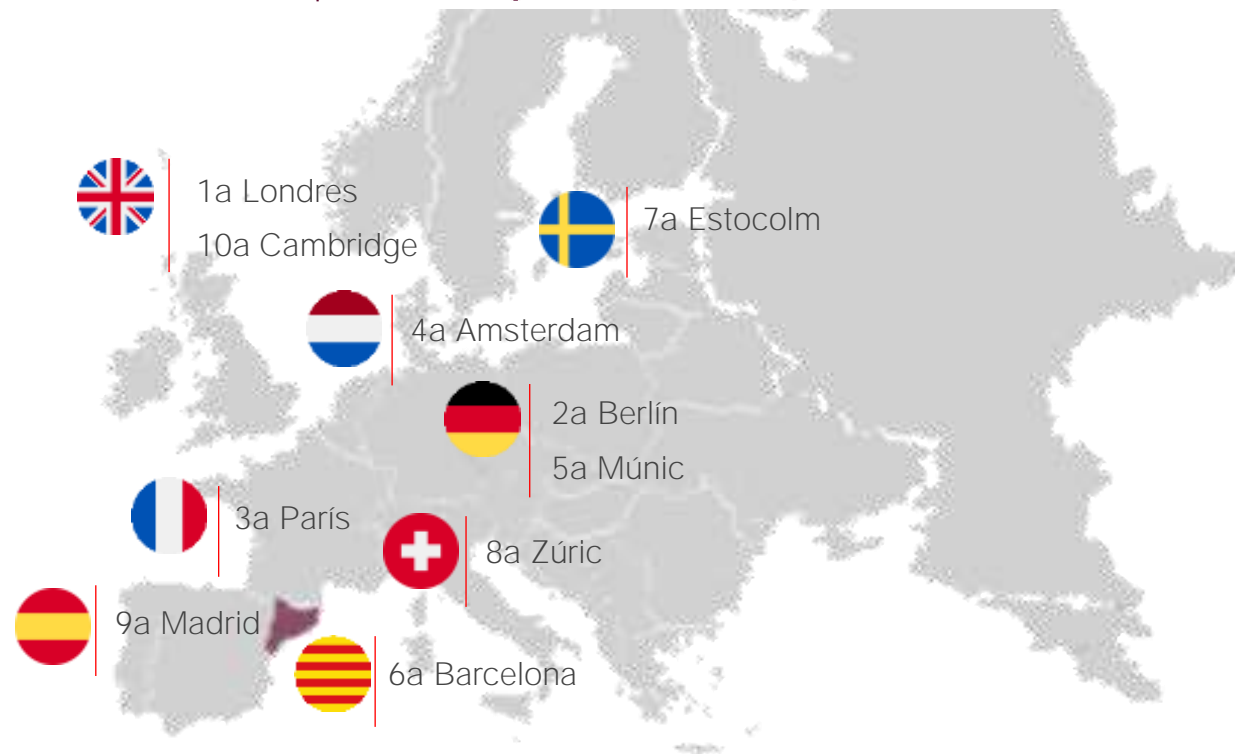 1a Londres
10a Cambridge
7a Estocolm
4a Amsterdam
2a Berlín
5a Múnic
3a París
8a Zúric
9a Madrid
6a Barcelona